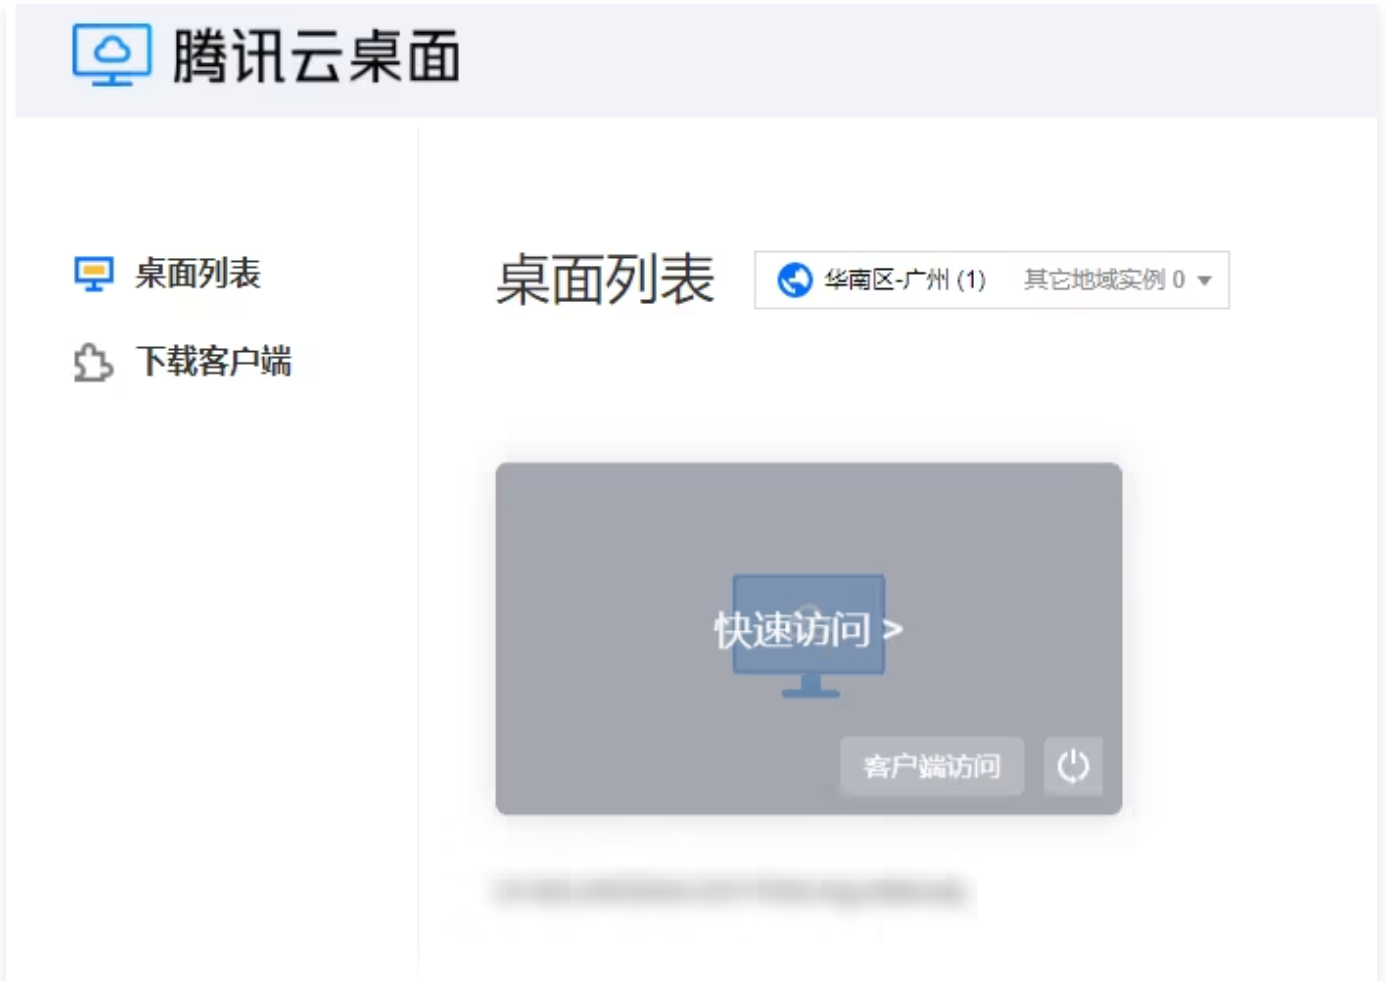 腾讯云桌面
桌面列表
下载客户端
桌面列表
华南区-广州 (1) 其它地域实例 0
快速访问 >
客户端访问